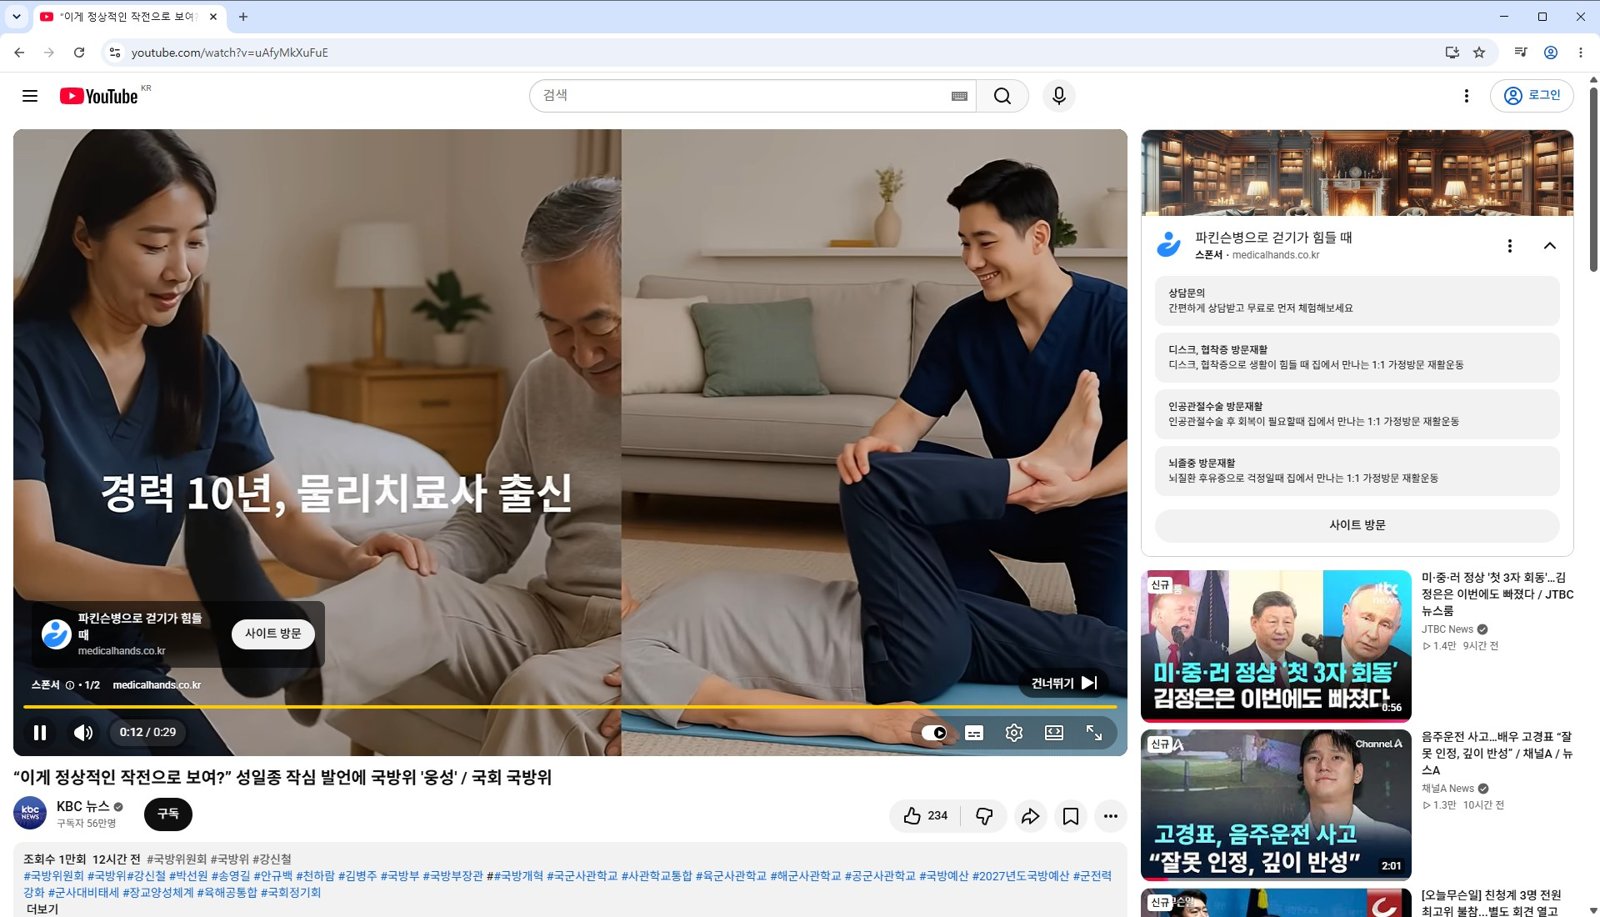 “이게 정상적인 작전으로 보여?
youtube.com/watch?v=uAfyMkXuFuE
YouTube KR
검색
로그인
경력 10년, 물리치료사 출신
파킨슨병으로 걷기가 힘들
때
medicalhands.co.kr
사이트 방문
스폰서 · 1/2 medicalhands.co.kr
건너뛰기
0:12 / 0:29
“이게 정상적인 작전으로 보여?” 성일종 작심 발언에 국방위 '웅성' / 국회 국방위
kbc
NEWS
KBC 뉴스
구독자 56만명
구독
234
조회수 1만회 12시간 전 #국방위원회 #국방위 #강신철
#국방위원회 #국방위#강신철 #박선원 #송영길 #안규백 #천하람 #김병주 #국방부 #국방부장관 ##국방개혁 #국군사관학교 #사관학교통합 #육군사관학교 #해군사관학교 #공군사관학교 #국방예산 #2027년도국방예산 #군전력
강화 #군사대비태세 #장교양성체계 #육해공통합 #국회정기회
더보기
파킨슨병으로 걷기가 힘들 때
스폰서 · medicalhands.co.kr
상담문의
간편하게 상담받고 무료로 먼저 체험해보세요
디스크, 협착증 방문재활
디스크, 협착증으로 생활이 힘들 때 집에서 만나는 1:1 가정방문 재활운동
인공관절수술 방문재활
인공관절수술 후 회복이 필요할때 집에서 만나는 1:1 가정방문 재활운동
뇌졸중 방문재활
뇌질환 후유증으로 걱정일때 집에서 만나는 1:1 가정방문 재활운동
사이트 방문
신규
jtbc
NEWS
미·중·러 정상 '첫 3자 회동'
김정은은 이번에도 빠졌다
0:56
미·중·러 정상 '첫 3자 회동'...김
정은은 이번에도 빠졌다 / JTBC
뉴스룸
JTBC News
1.4만 9시간 전
신규
Channel A
고경표, 음주운전 사고
“잘못 인정, 깊이 반성”
2:01
음주운전 사고...배우 고경표 “잘
못 인정, 깊이 반성” / 채널A / 뉴
스A
채널A News
1.3만 10시간 전
신규
[오늘무슨일] 친청계 3명 전원
최고위 불참...별도 회견 열고